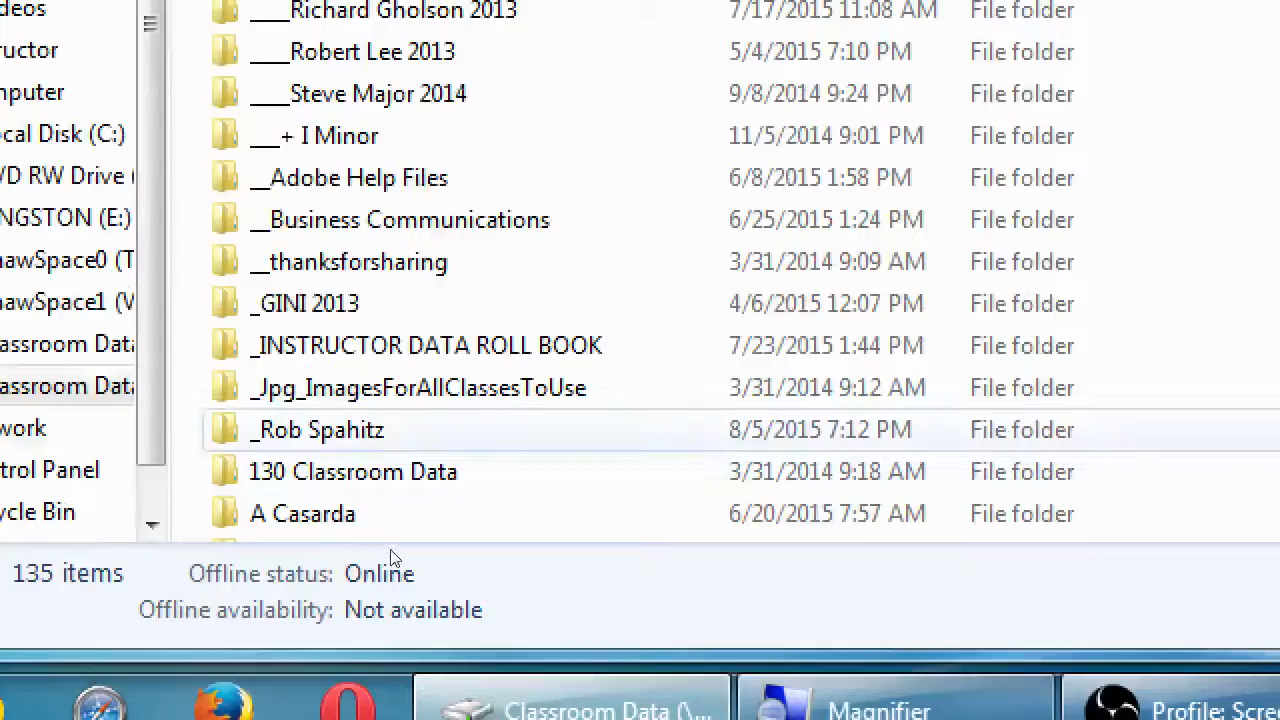 deos
____Richard Gholson 2013 7/17/2015 11:08 AM File folder
ructor ____Robert Lee 2013 5/4/2015 7:10 PM File folder
nputer ____Steve Major 2014 9/8/2014 9:24 PM File folder
ocal Disk (C:) ___+ I Minor 11/5/2014 9:01 PM File folder
VD RW Drive ( __Adobe Help Files 6/8/2015 1:58 PM File folder
NGSTON (E:) __Business Communications 6/25/2015 1:24 PM File folder
hawSpace0 (T __thanksforsharing 3/31/2014 9:09 AM File folder
hawSpace1 (V _GINI 2013 4/6/2015 12:07 PM File folder
assroom Data _INSTRUCTOR DATA ROLL BOOK 7/23/2015 1:44 PM File folder
assroom Data _Jpg_ImagesForAllClassesToUse 3/31/2014 9:12 AM File folder
work _Rob Spahitz 8/5/2015 7:12 PM File folder
trol Panel 130 Classroom Data 3/31/2014 9:18 AM File folder
ycle Bin A Casarda 6/20/2015 7:57 AM File folder
135 items Offline status: Online
Offline availability: Not available
Classroom Data (\... Magnifier Profile: Scre